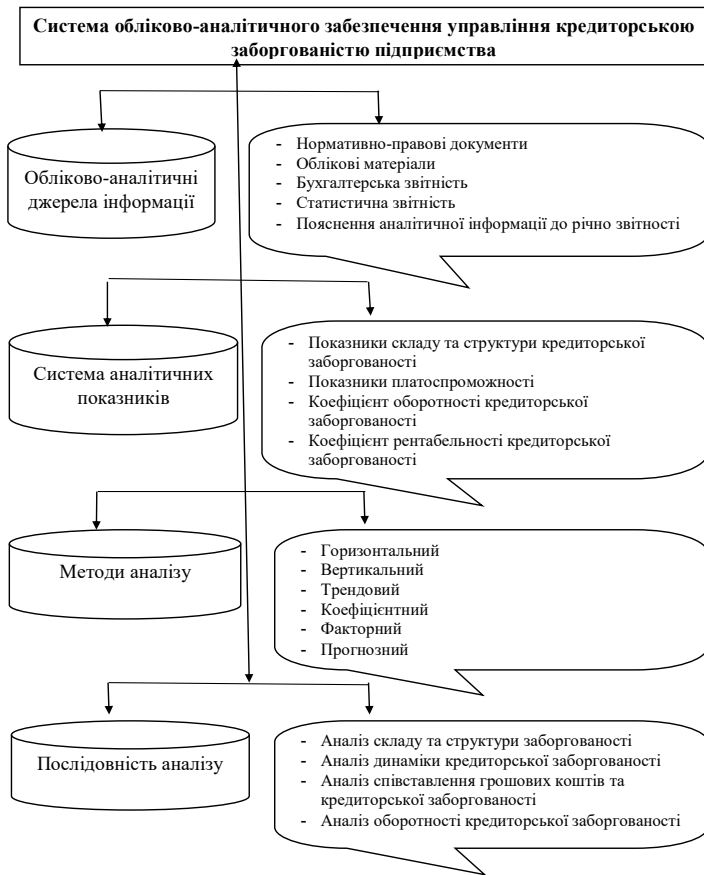 Система обліково-аналітичного забезпечення управління кредиторською
заборгованістю підприємства
Обліково-аналітичні
джерела інформації
- Нормативно-правові документи
- Облікові матеріали
- Бухгалтерська звітність
- Статистична звітність
- Пояснення аналітичної інформації до річно звітності
Система аналітичних
показників
- Показники складу та структури кредиторської
заборгованості
- Показники платоспроможності
- Коефіцієнт оборотності кредиторської
заборгованості
- Коефіцієнт рентабельності кредиторської
заборгованості
Методи аналізу
- Горизонтальний
- Вертикальний
- Трендовий
- Коефіцієнтний
- Факторний
- Прогнозний
Послідовність аналізу
- Аналіз складу та структури заборгованості
- Аналіз динаміки кредиторської заборгованості
- Аналіз співставлення грошових коштів та
кредиторської заборгованості
- Аналіз оборотності кредиторської заборгованості